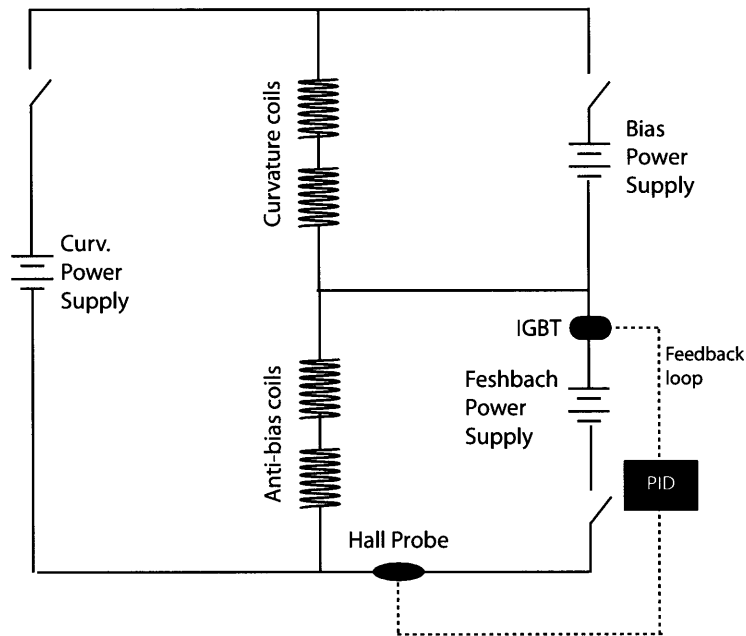 Curvature coils
Bias
Power
Supply
Curv.
Power
Supply
IGBT
Feedback
loop
Feshbach
Power
Supply
Anti-bias coils
PID
Hall Probe